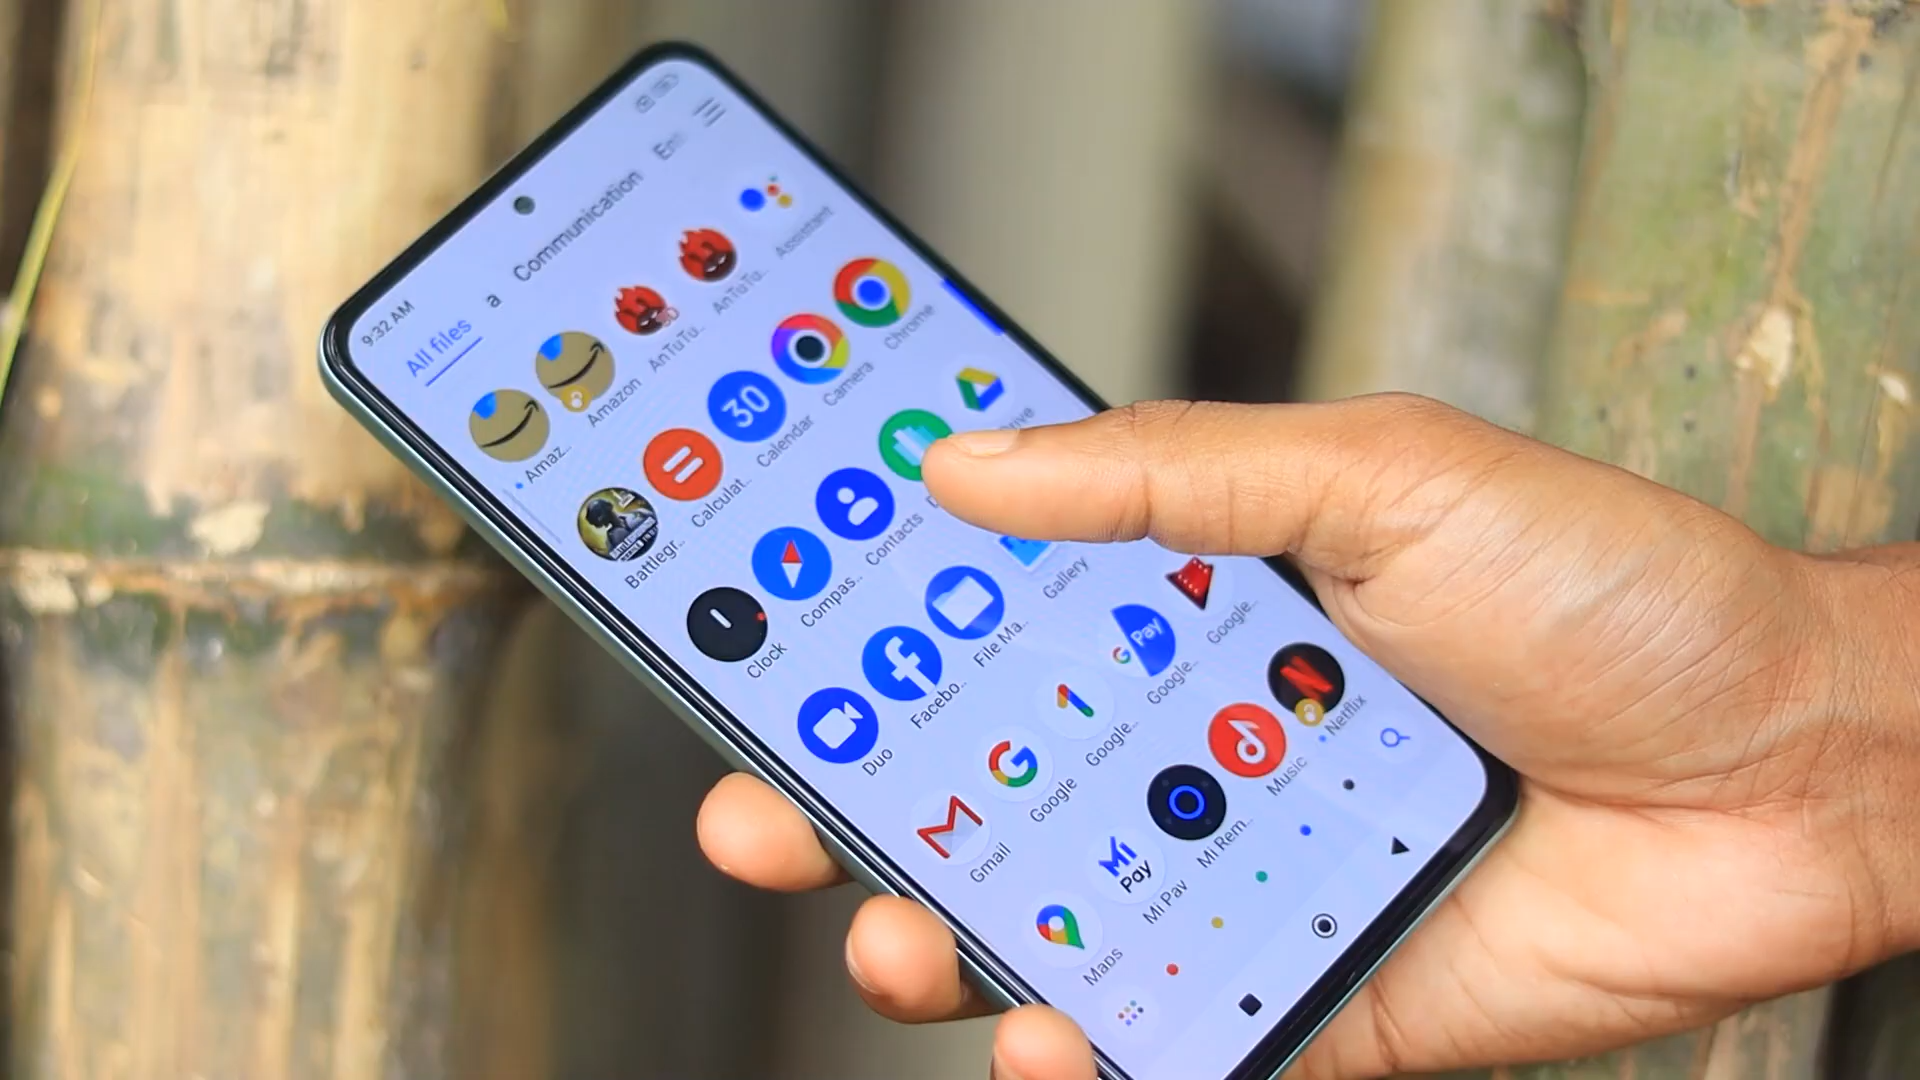 9:32 AM
All files a Communication
Amaz.. Amazon AnTuTu.. AnTuTu.. Assistant
Battlegr.. Calculat.. Calendar Camera Chrome
30
Clock Compas.. Contacts Drive
Duo Facebo.. File Ma.. Gallery
Gmail Google Google.. Google.. Google..
G Pay
Maps Mi Pay Mi Rem.. Music Netflix
Mi
Pay